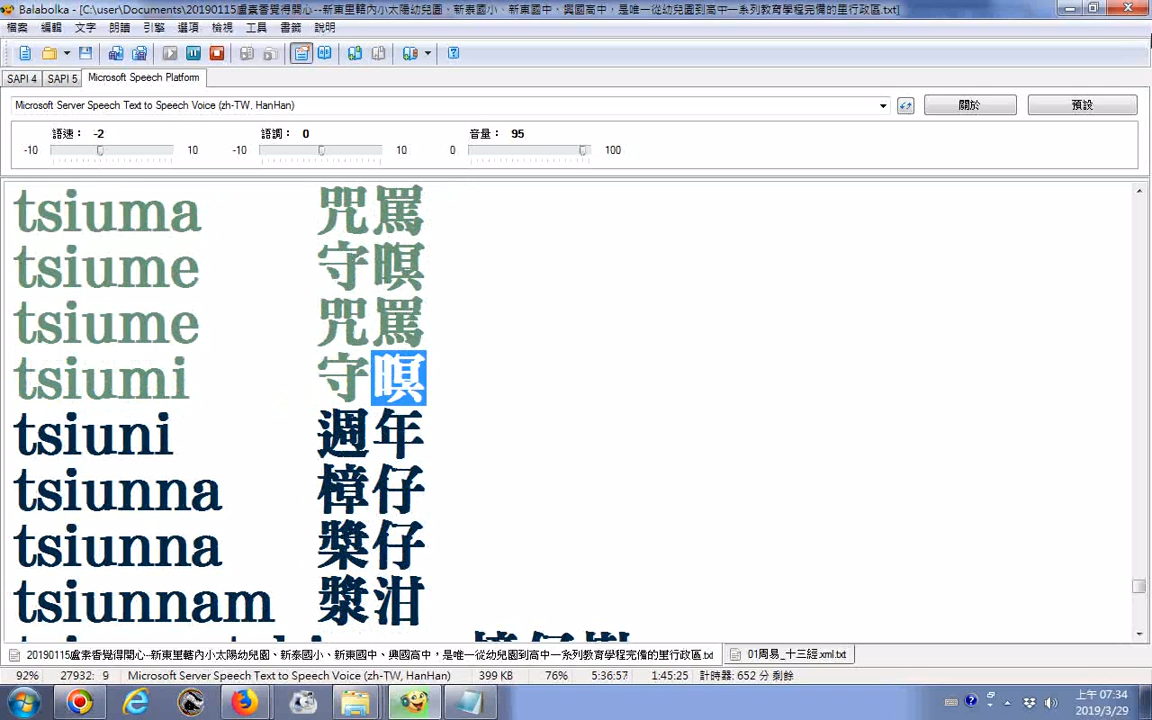 Balabolka - [C:\user\Documents\20190115盧素香覺得開心--新東里轄內小太陽幼兒園、新泰國小、新東國中、興國高中，是唯一從幼兒園到高中一系列教育學程完備的里行政區.txt]
檔案 編輯 文字 朗讀 引擎 選項 檢視 工具 書籤 說明
SAPI 4 SAPI 5 Microsoft Speech Platform
Microsoft Server Speech Text to Speech Voice (zh-TW, HanHan) 關於 預設
語速： -2 語調： 0 音量： 95
-10 10 -10 10 0 100
tsiuma 咒罵
tsiume 守暝
tsiume 咒罵
tsiumi 守暝
tsiuni 週年
tsiunna 樟仔
tsiunna 槳仔
tsiunnam 漿泔
20190115盧素香覺得開心--新東里轄內小太陽幼兒園、新泰國小、新東國中、興國高中，是唯一從幼兒園到高中一系列教育學程完備的里行政區.txt 01周易_十三經.xml.txt
92% 27932: 9 Microsoft Server Speech Text to Speech Voice (zh-TW, HanHan) 399 KB 76% 5:36:57 1:45:25 計時器: 652 分 剩餘
上午 07:34
2019/3/29